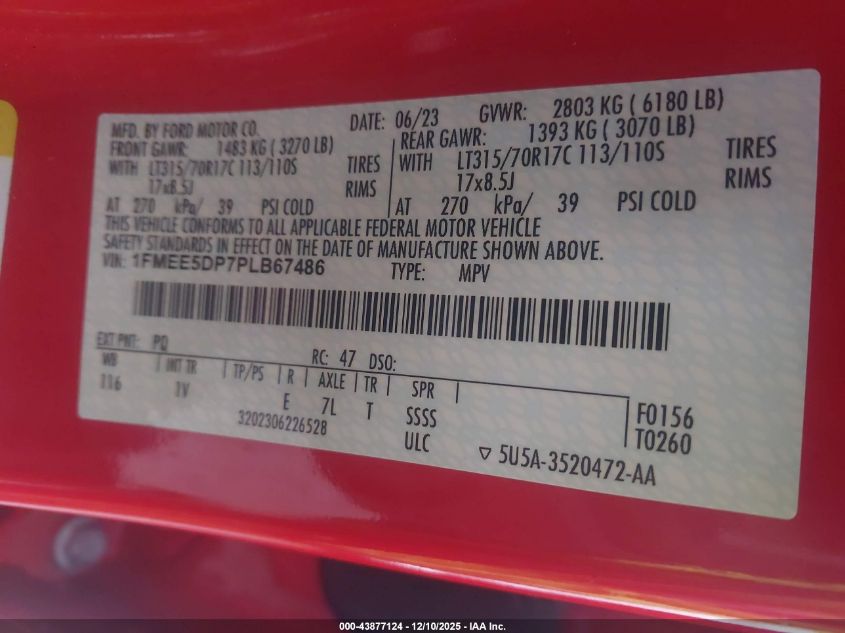 MFD. BY FORD MOTOR CO.
DATE: 06/23
GVWR: 2803 KG ( 6180 LB)
FRONT GAWR: 1483 KG ( 3270 LB)
REAR GAWR: 1393 KG ( 3070 LB)
WITH LT315/70R17C 113/110S TIRES
WITH LT315/70R17C 113/110S TIRES
17x8.5J RIMS
17x8.5J RIMS
AT 270 kPa/ 39 PSI COLD
AT 270 kPa/ 39 PSI COLD
THIS VEHICLE CONFORMS TO ALL APPLICABLE FEDERAL MOTOR VEHICLE
SAFETY STANDARDS IN EFFECT ON THE DATE OF MANUFACTURE SHOWN ABOVE.
VIN: 1FMEE5DP7PLB67486
TYPE: MPV
EXT PNT: PQ
RC: 47 DSO:
WB INT TR TP/PS R AXLE TR SPR
116 1V E 7L T SSSS
3202306226528
ULC
F0156
T0260
▽ 5U5A-3520472-AA
000-43877124 - 12/10/2025 - IAA Inc.